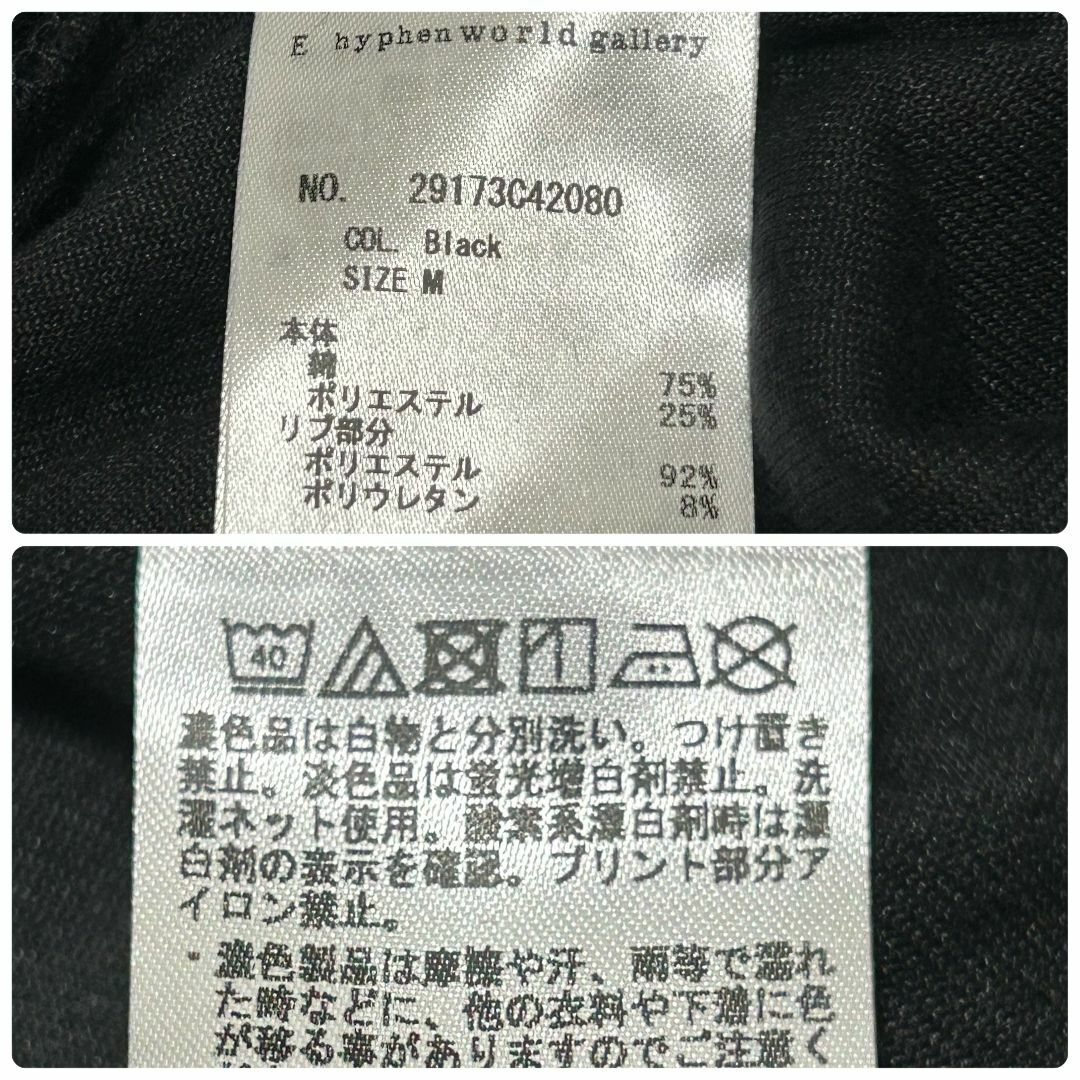 E hyphen world gallery
NO. 29173C42080
COL. Black
SIZE M
本体
綿 75%
ポリエステル 25%
リブ部分
ポリエステル 92%
ポリウレタン 8%
40
濃色品は白物と分別洗い。つけ置き
禁止。淡色品は蛍光増白剤禁止。洗
濯ネット使用。酸素系漂白剤時は漂
白剤の表示を確認。プリント部分ア
イロン禁止。
・濃色製品は摩擦や汗、雨等で濡れ
た時などに、他の衣料や下着に色
が移る事がありますのでご注意く